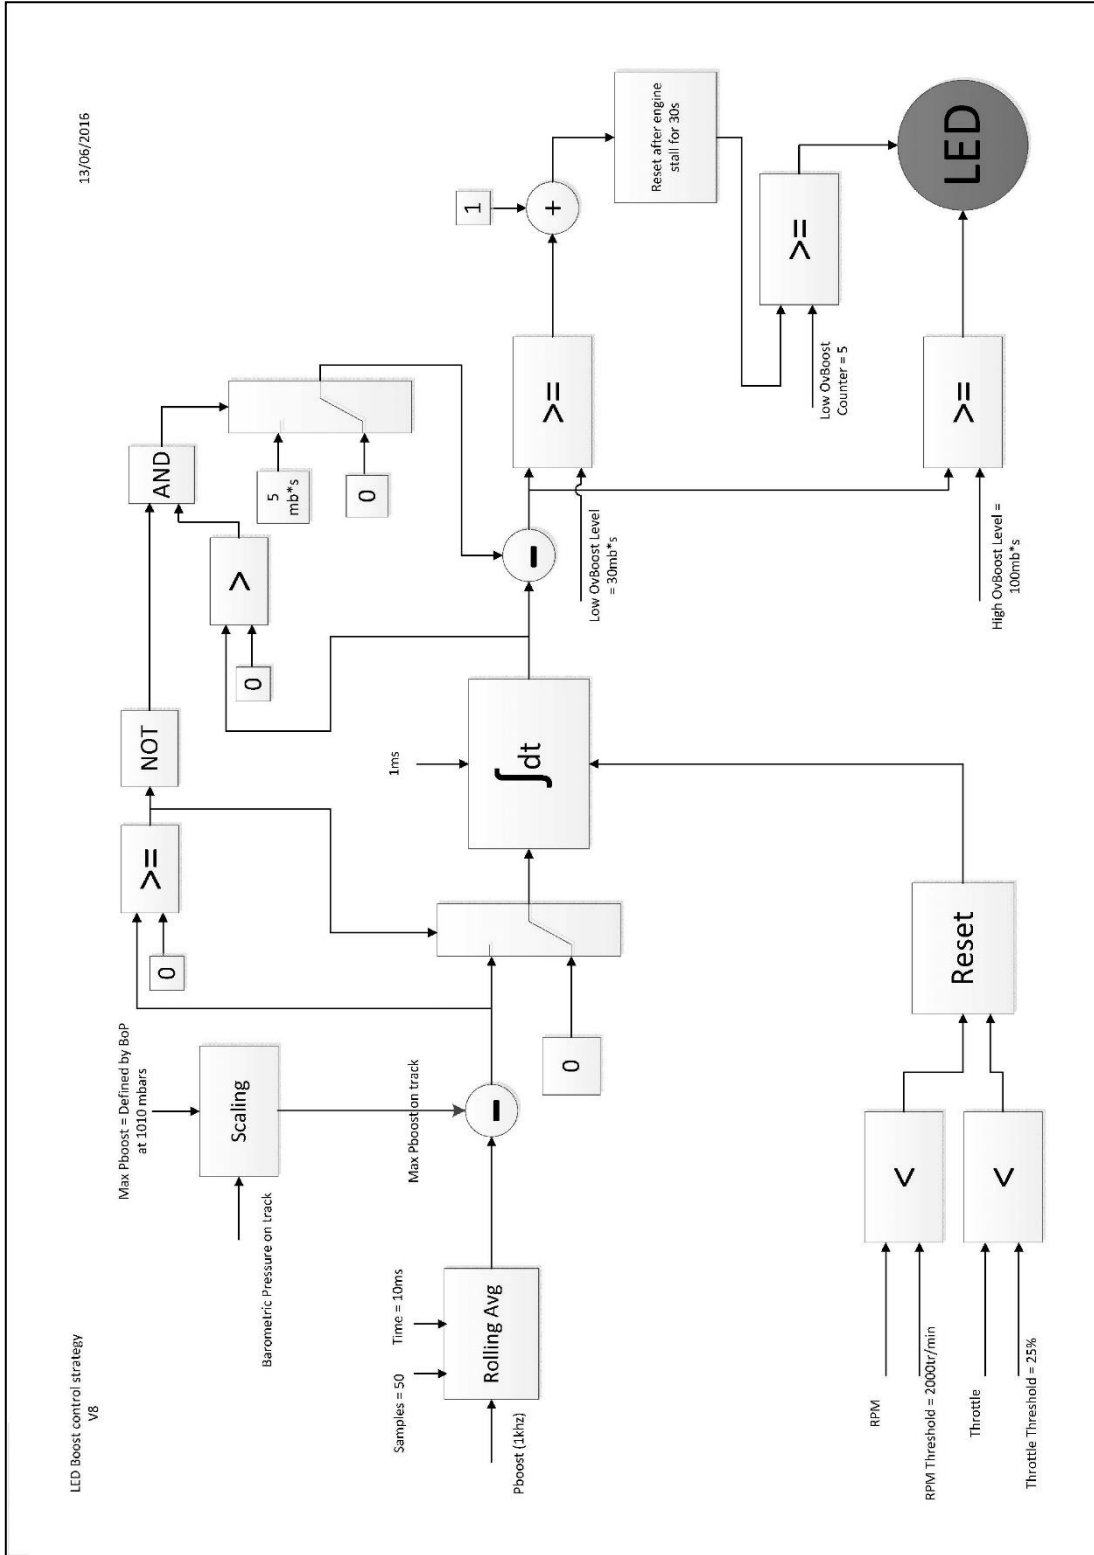 LED Boost control strategy
V8
13/06/2016
Max Pboost = Defined by BoP
at 1010 mbars
Barometric Pressure on track
Scaling
Max Pboost on track
0
>=
NOT
0
>
AND
5
mb*s
0
Samples = 50
Time = 10ms
Pboost (1khz)
Rolling Avg
-
0
1ms
∫dt
-
Low OvBoost Level
= 30mb*s
>=
1
+
Reset after engine
stall for 30s
Low OvBoost
Counter = 5
>=
High OvBoost Level =
100mb*s
>=
LED
RPM
RPM Threshold = 2000tr/min
<
Throttle
Throttle Threshold = 25%
<
Reset